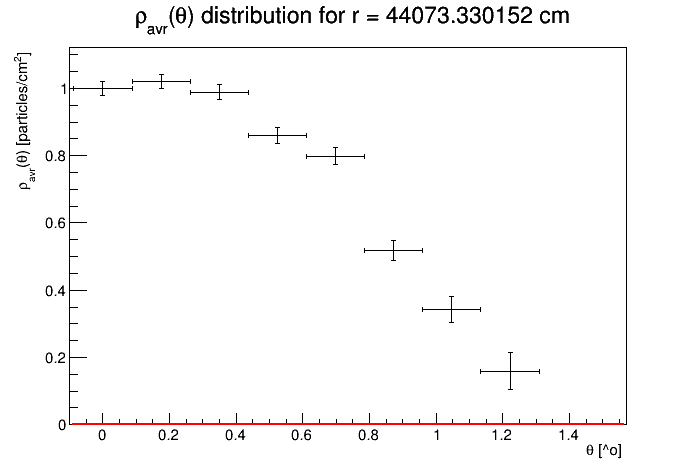 ρavr(θ) distribution for r = 44073.330152 cm
ρavr(θ) [particles/cm2]
1
0.8
0.6
0.4
0.2
0
0 0.2 0.4 0.6 0.8 1 1.2 1.4
θ [^o]